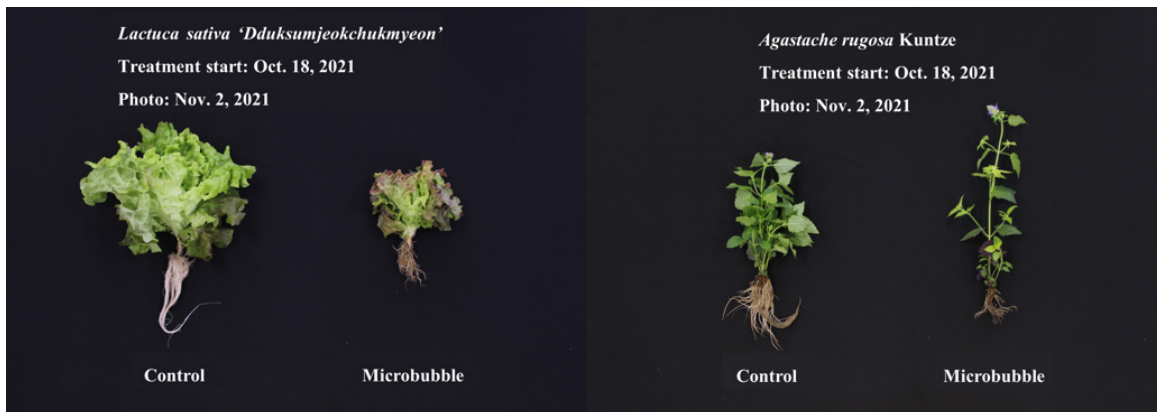 Lactuca sativa ‘Dduksumjeokchukmyeon’
Treatment start: Oct. 18, 2021
Photo: Nov. 2, 2021
Control
Microbubble
Agastache rugosa Kuntze
Treatment start: Oct. 18, 2021
Photo: Nov. 2, 2021
Control
Microbubble